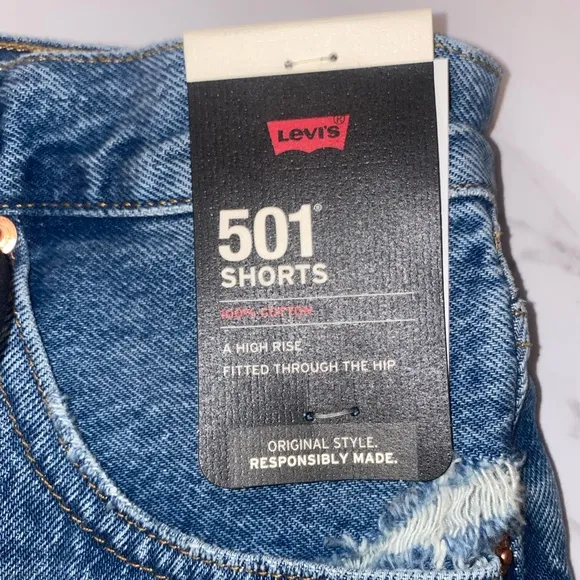 Levi's®
501®
SHORTS
100% COTTON
A HIGH RISE
FITTED THROUGH THE HIP
ORIGINAL STYLE.
RESPONSIBLY MADE.